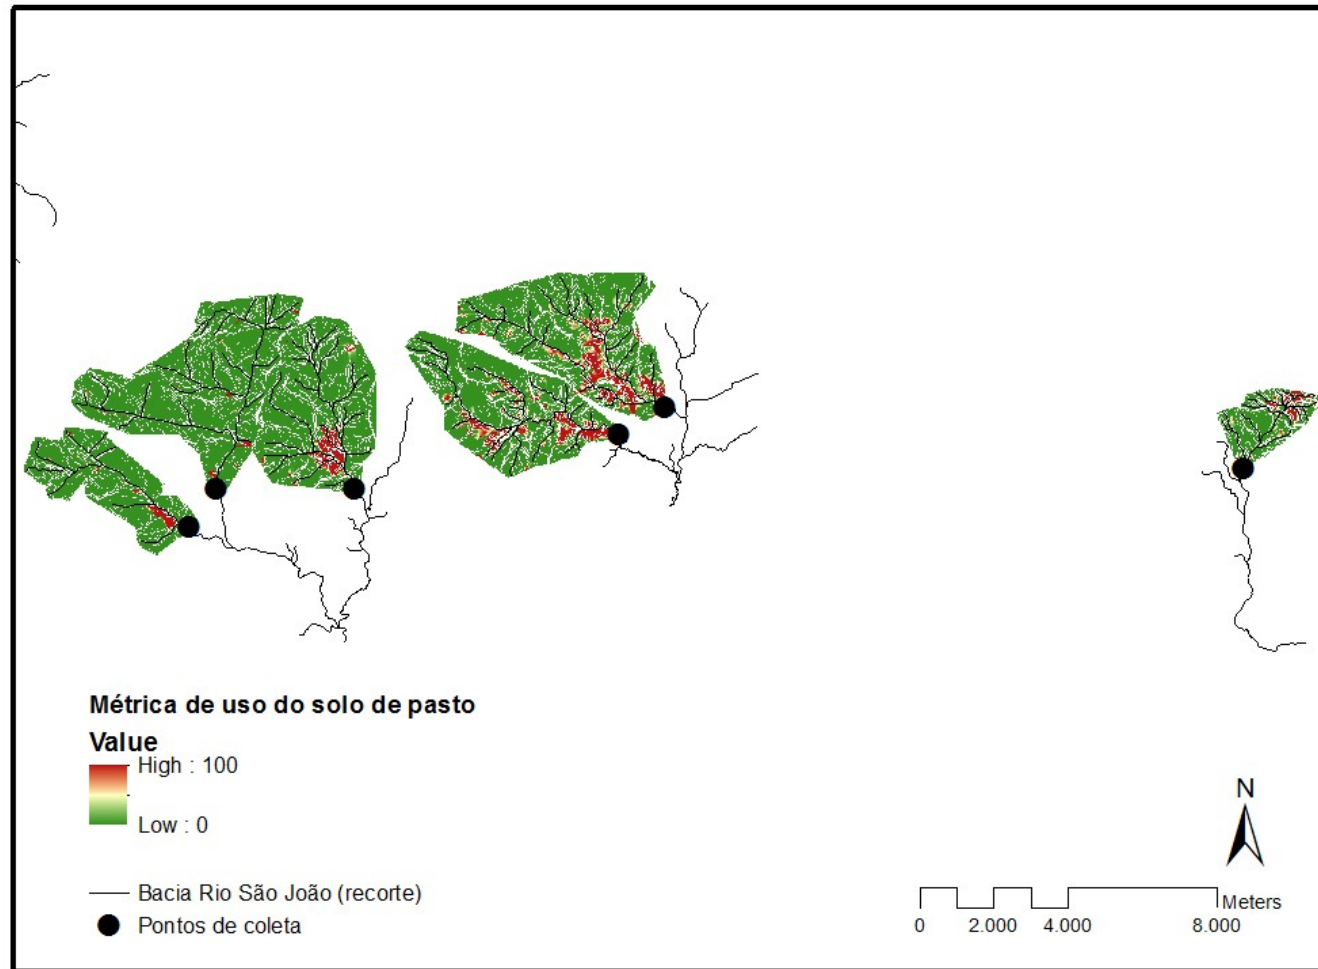 Métrica de uso do solo de pasto
Value
High : 100
Low : 0
Bacia Rio São João (recorte)
Pontos de coleta
N
Meters
0 2.000 4.000 8.000